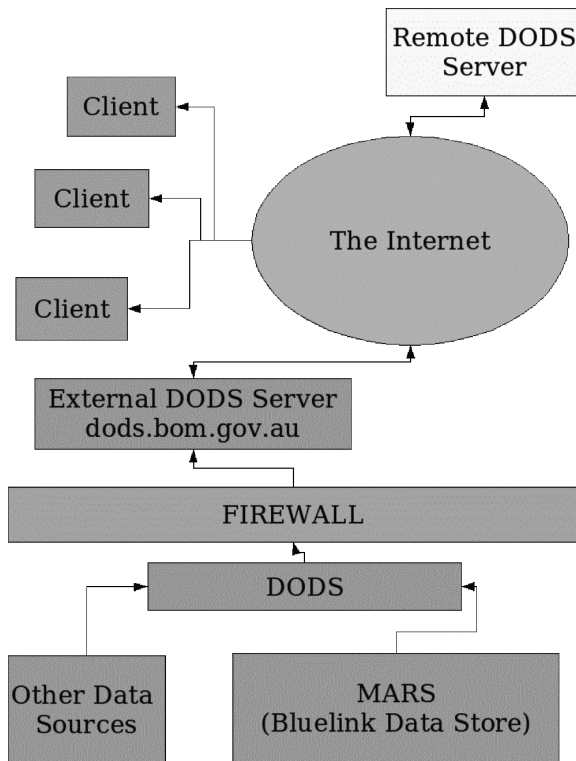 Remote DODS
Server
Client
Client
The Internet
Client
External DODS Server
dods.bom.gov.au
FIREWALL
DODS
Other Data
Sources
MARS
(Bluelink Data Store)